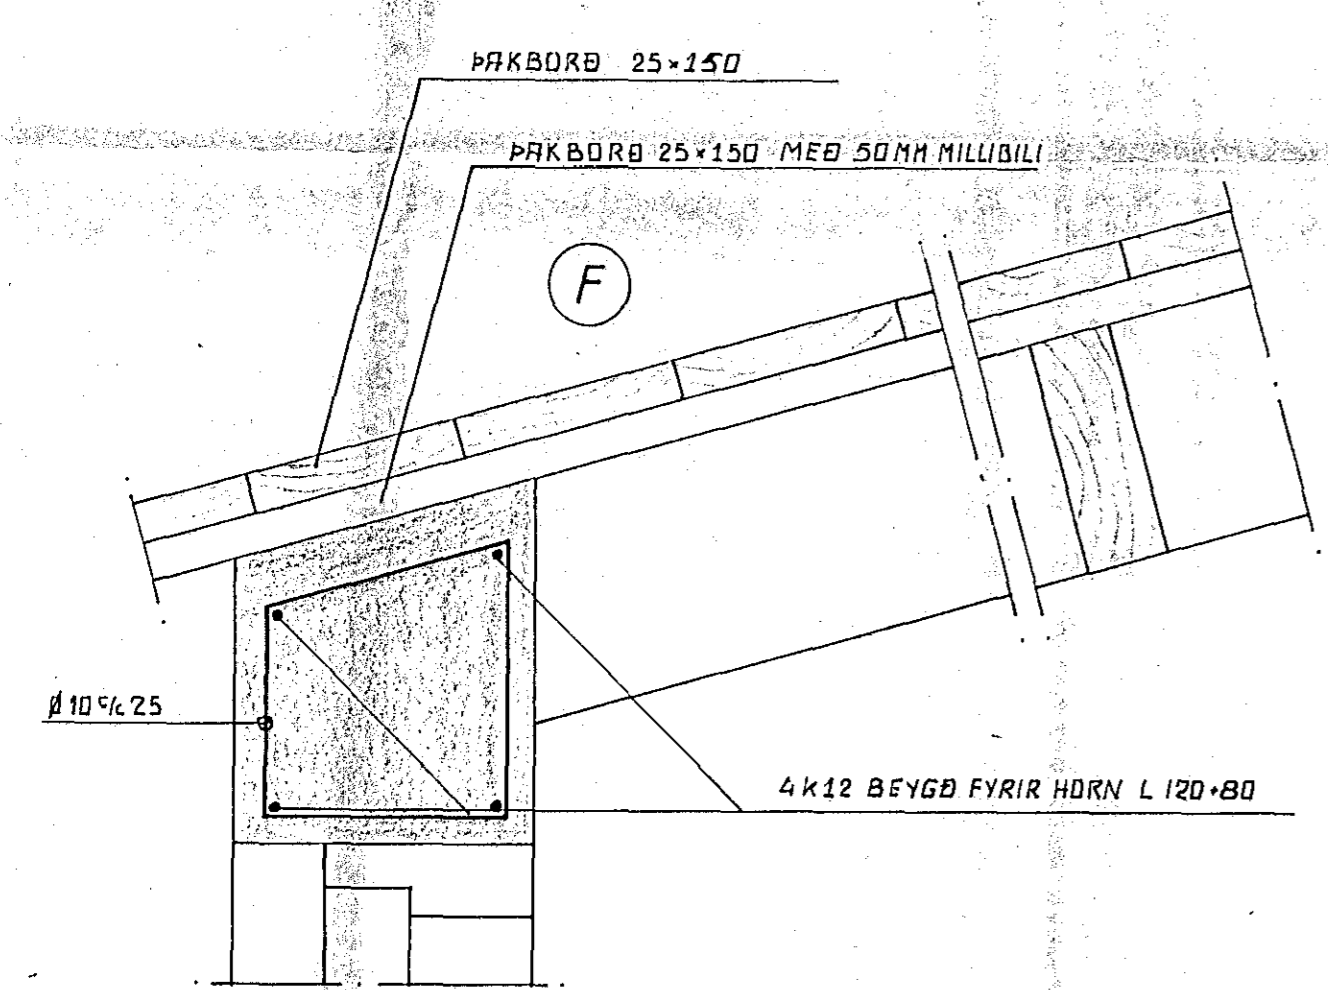 ÞAKBORÐ 25×150
ÞAKBORÐ 25×150 MEÐ 50MM MILLIBILI
F
Ø10 c/c 25
4K12 BEYGÐ FYRIR HORN L 120+80